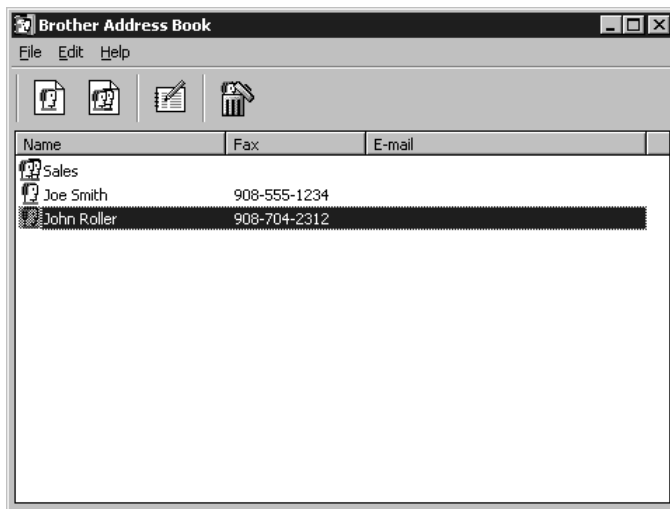 Brother Address Book
File Edit Help
Name Fax E-mail
Sales
Joe Smith 908-555-1234
John Roller 908-704-2312